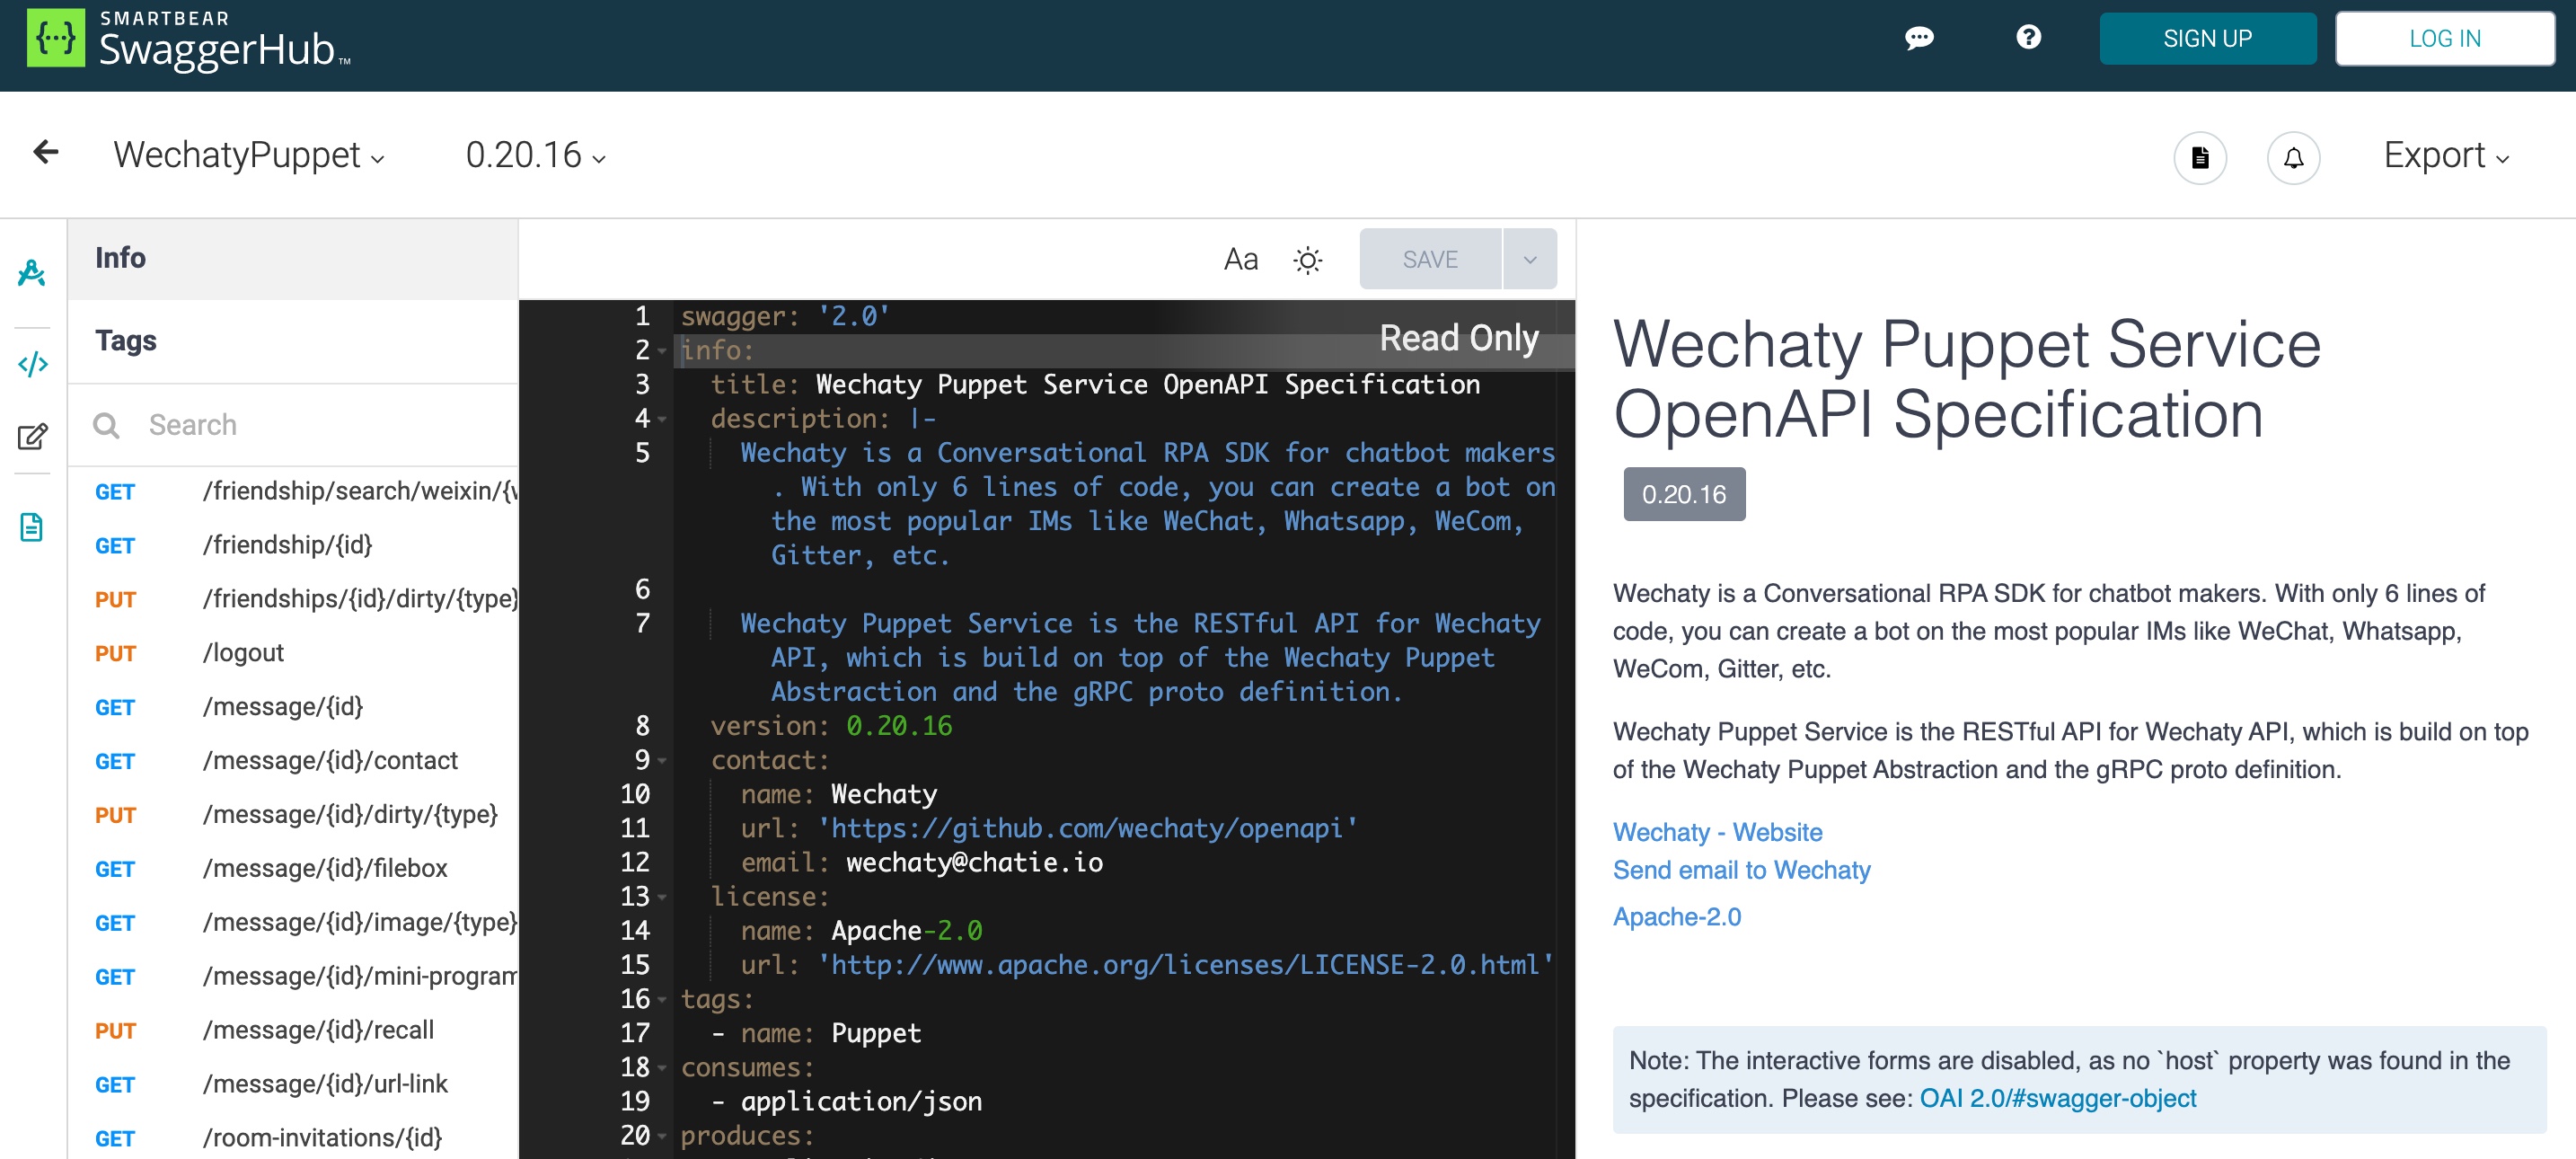 SMARTBEAR
SwaggerHub™
SIGN UP
LOG IN
WechatyPuppet
0.20.16
Export
Info
Tags
Search
GET /friendship/search/weixin/{
GET /friendship/{id}
PUT /friendships/{id}/dirty/{type}
PUT /logout
GET /message/{id}
GET /message/{id}/contact
PUT /message/{id}/dirty/{type}
GET /message/{id}/filebox
GET /message/{id}/image/{type}
GET /message/{id}/mini-program
PUT /message/{id}/recall
GET /message/{id}/url-link
GET /room-invitations/{id}
Aa
SAVE
Read Only
1 swagger: '2.0'
2 info:
3 title: Wechaty Puppet Service OpenAPI Specification
4 description: |-
5 Wechaty is a Conversational RPA SDK for chatbot makers
. With only 6 lines of code, you can create a bot on
the most popular IMs like WeChat, Whatsapp, WeCom,
Gitter, etc.
6
7 Wechaty Puppet Service is the RESTful API for Wechaty
API, which is build on top of the Wechaty Puppet
Abstraction and the gRPC proto definition.
8 version: 0.20.16
9 contact:
10 name: Wechaty
11 url: 'https://github.com/wechaty/openapi'
12 email: wechaty@chatie.io
13 license:
14 name: Apache-2.0
15 url: 'http://www.apache.org/licenses/LICENSE-2.0.html'
16 tags:
17 - name: Puppet
18 consumes:
19 - application/json
20 produces:
Wechaty Puppet Service
OpenAPI Specification
0.20.16
Wechaty is a Conversational RPA SDK for chatbot makers. With only 6 lines of
code, you can create a bot on the most popular IMs like WeChat, Whatsapp,
WeCom, Gitter, etc.
Wechaty Puppet Service is the RESTful API for Wechaty API, which is build on top
of the Wechaty Puppet Abstraction and the gRPC proto definition.
Wechaty - Website
Send email to Wechaty
Apache-2.0
Note: The interactive forms are disabled, as no `host` property was found in the
specification. Please see: OAI 2.0/#swagger-object